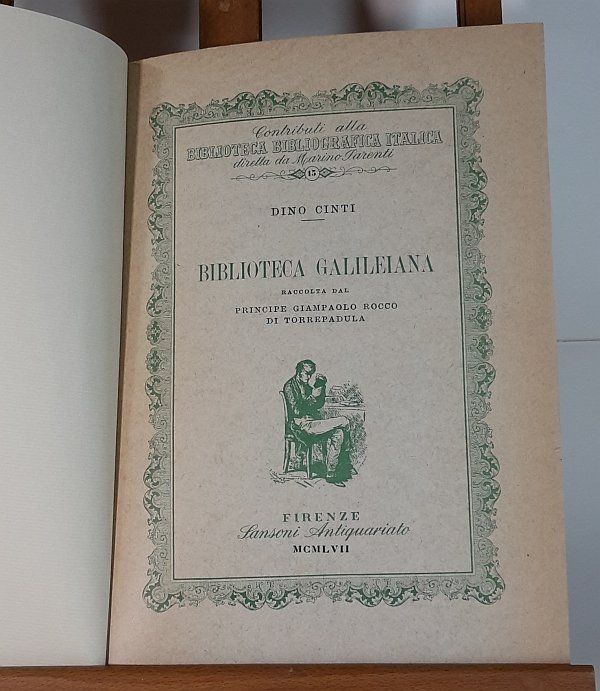 Contributi alla
BIBLIOTECA BIBLIOGRAFICA ITALICA
diretta da Marino Parenti
15
DINO CINTI
BIBLIOTECA GALILEIANA
RACCOLTA DAL
PRINCIPE GIAMPAOLO ROCCO
DI TORREPADULA
FIRENZE
Sansoni Antiquariato
MCMLVII